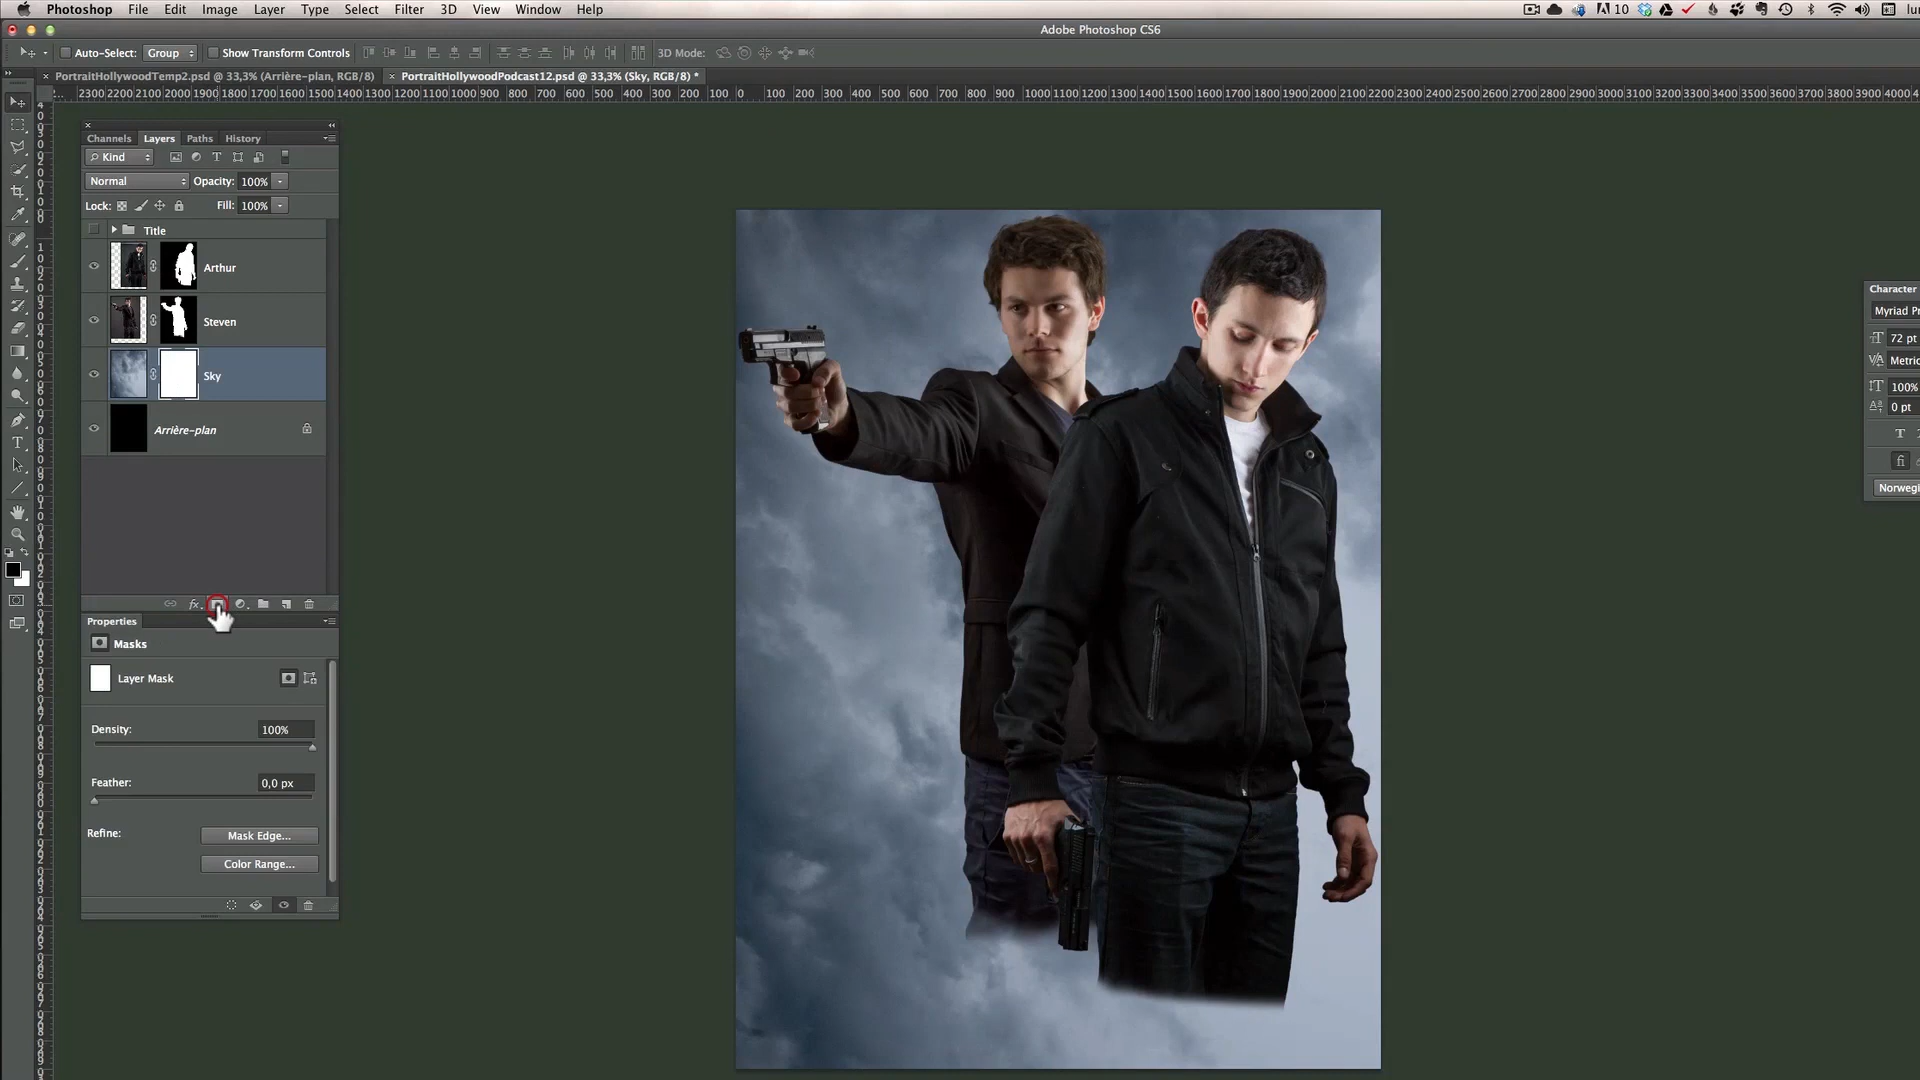 Photoshop File Edit Image Layer Type Select Filter 3D View Window Help
10
Adobe Photoshop CS6
Auto-Select: Group Show Transform Controls 3D Mode:
PortraitHollywoodTemp2.psd @ 33,3% (Arrière-plan, RGB/8) PortraitHollywoodPodcast12.psd @ 33,3% (Sky, RGB/8) *
2300 2200 2100 2000 1900 1800 1700 1600 1500 1400 1300 1200 1100 1000 900 800 700 600 500 400 300 200 100 0 100 200 300 400 500 600 700 800 900 1000 1100 1200 1300 1400 1500 1600 1700 1800 1900 2000 2100 2200 2300 2400 2500 2600 2700 2800 2900 3000 3100 3200 3300 3400 3500 3600 3700 3800 3900 4000
Channels Layers Paths History
Kind
Normal Opacity: 100%
Lock: Fill: 100%
Title
Arthur
Steven
Sky
Arrière-plan
fx
Properties
Masks
Layer Mask
Density: 100%
Feather: 0,0 px
Refine: Mask Edge...
Color Range...
Character
Myriad Pr
72 pt
Metric
100%
0 pt
T
fi
Norwegi